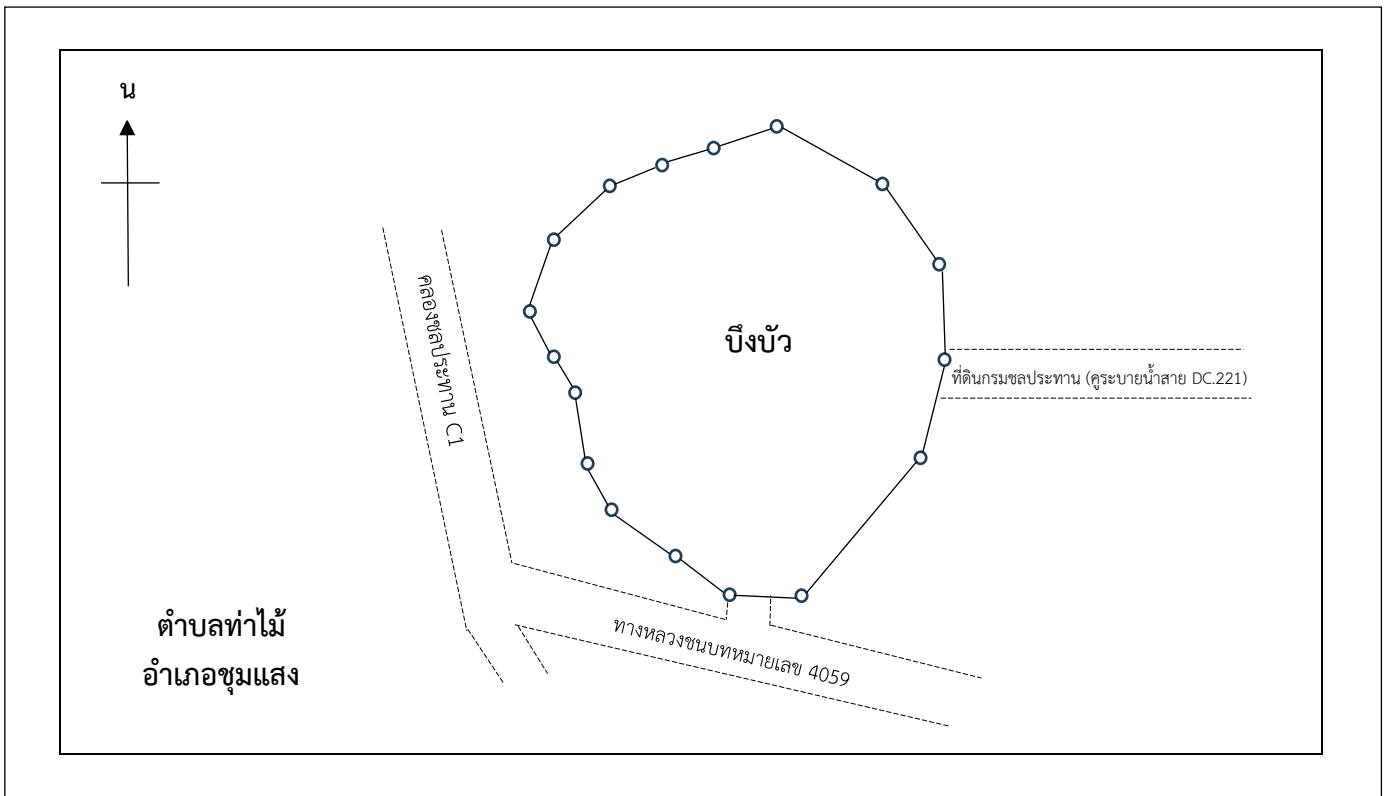 น
คลองชลประทาน C1
บึงบัว
ที่ดินกรมชลประทาน (คูระบายน้ำสาย DC.221)
ทางหลวงชนบทหมายเลข 4059
ตำบลท่าไม้
อำเภอชุมแสง